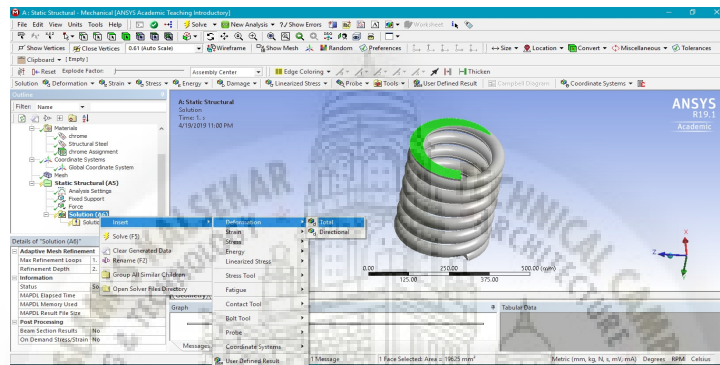 A : Static Structural - Mechanical [ANSYS Academic Teaching Introductory]
File Edit View Units Tools Help Solve New Analysis ?/ Show Errors Worksheet
Show Vertices Close Vertices 0.61 (Auto Scale) Wireframe Show Mesh Random Preferences Size Location Convert Miscellaneous Tolerances
Clipboard [ Empty ]
Reset Explode Factor: Assembly Center Edge Coloring Thicken
Solution Deformation Strain Stress Energy Damage Linearized Stress Probe Tools User Defined Result Campbell Diagram Coordinate Systems
Outline
Filter: Name
Materials
chrome
Structural Steel
chrome Assignment
Coordinate Systems
Global Coordinate System
Mesh
Static Structural (A5)
Analysis Settings
Fixed Support
Force
Solution (A6)
A: Static Structural
Solution
Time: 1. s
4/19/2019 11:00 PM
ANSYS
R19.1
Academic
Insert
Solve (F5)
Clear Generated Data
Rename (F2)
Group All Similar Children
Open Solver Files Directory
Deformation
Strain
Stress
Energy
Linearized Stress
Stress Tool
Fatigue
Contact Tool
Bolt Tool
Probe
Coordinate Systems
User Defined Result
Total
Directional
Details of "Solution (A6)"
Adaptive Mesh Refinement
Max Refinement Loops 1.
Refinement Depth 2.
Information
Status
MAPDL Elapsed Time
MAPDL Memory Used
MAPDL Result File Size
Post Processing
Beam Section Results No
On Demand Stress/Strain No
0.00 250.00 500.00 (mm)
125.00 375.00
X
Z
Graph
Tabular Data
Messages
1 Message 1 Face Selected: Area = 19625 mm² Metric (mm, kg, N, s, mV, mA) Degrees RPM Celsius
KALSEKAR
TECHNICAL